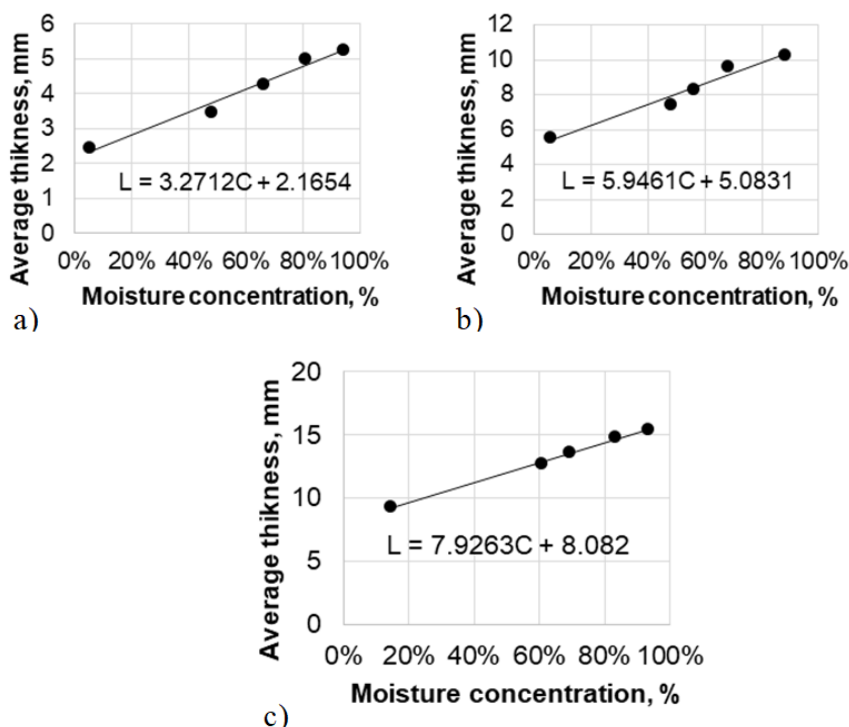 Average thikness, mm
6
5
4
3
2
1
0
L = 3.2712C + 2.1654
0% 20% 40% 60% 80% 100%
Moisture concentration, %
a)
Average thikness, mm
12
10
8
6
4
2
0
L = 5.9461C + 5.0831
0% 20% 40% 60% 80% 100%
Moisture concentration, %
b)
Average thikness, mm
20
15
10
5
0
L = 7.9263C + 8.082
0% 20% 40% 60% 80% 100%
Moisture concentration, %
c)